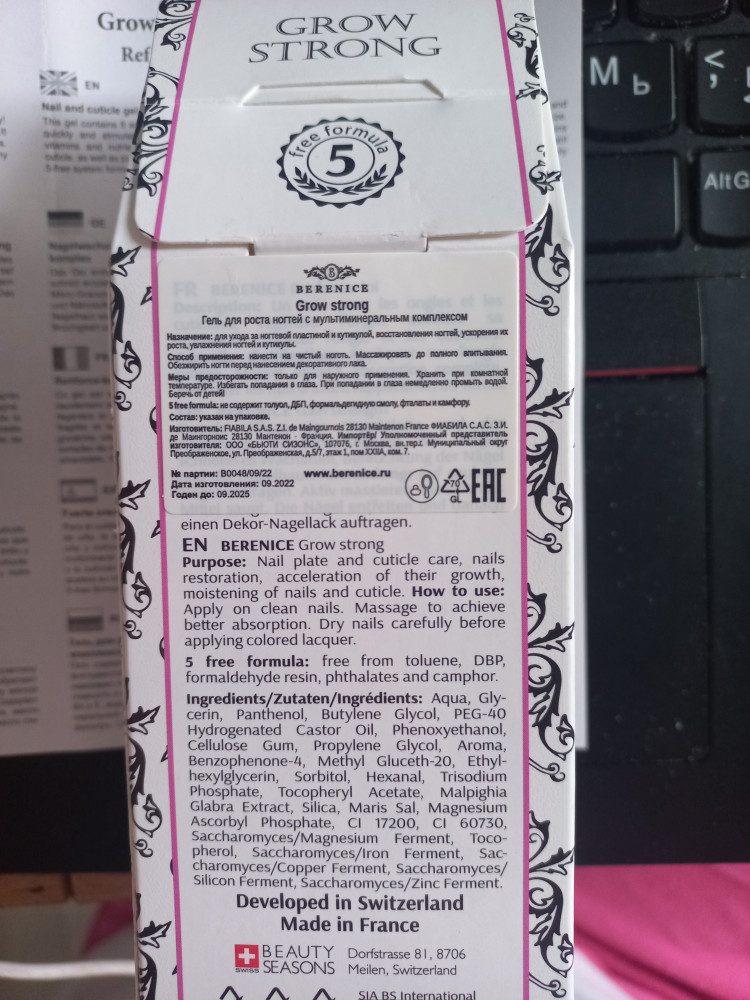 GROW
STRONG
free formula
5
Grow
Ref
EN
Nail and cuticle gel
М Ь
AltG
BERENICE
Grow strong
Гель для роста ногтей с мультиминеральным комплексом
Назначение: для ухода за ногтевой пластиной и кутикулой, восстановления ногтей, ускорения их
роста, увлажнения ногтей и кутикулы.
Способ применения: нанести на чистый ноготь. Массажировать до полного впитывания.
Обезжирить ногти перед нанесением декоративного лака.
Меры предосторожности: только для наружного применения. Хранить при комнатной
температуре. Избегать попадания в глаза. При попадании в глаза немедленно промыть водой.
Беречь от детей!
5 free formula: не содержит толуол, ДБП, формальдегидную смолу, фталаты и камфору.
Состав: указан на упаковке.
Изготовитель: FIABILA S.A.S. Z.I. de Maingournois 28130 Maintenon France ФИАБИЛА С.А.С. З.И.
де Маингорнois 28130 Мантенон - Франция. Импортёр/ Уполномоченный представитель
изготовителя: ООО «БЬЮТИ СИЗОНС», 107076, г. Москва, вн.тер.г. Муниципальный округ
Преображенское, ул. Преображенская, д.5/7, этаж 1, пом XXIIA, ком. 7.
№ партии: B0048/09/22
Дата изготовления: 09.2022
Годен до: 09.2025
www.berenice.ru
70
GL
EAC
einen Dekor-Nagellack auftragen.
EN BERENICE Grow strong
Purpose: Nail plate and cuticle care, nails
restoration, acceleration of their growth,
moistening of nails and cuticle. How to use:
Apply on clean nails. Massage to achieve
better absorption. Dry nails carefully before
applying colored lacquer.
5 free formula: free from toluene, DBP,
formaldehyde resin, phthalates and camphor.
Ingredients/Zutaten/Ingrédients: Aqua, Gly-
cerin, Panthenol, Butylene Glycol, PEG-40
Hydrogenated Castor Oil, Phenoxyethanol,
Cellulose Gum, Propylene Glycol, Aroma,
Benzophenone-4, Methyl Gluceth-20, Ethyl-
hexylglycerin, Sorbitol, Hexanal, Trisodium
Phosphate, Tocopheryl Acetate, Malpighia
Glabra Extract, Silica, Maris Sal, Magnesium
Ascorbyl Phosphate, CI 17200, CI 60730,
Saccharomyces/Magnesium Ferment, Toco-
pherol, Saccharomyces/Iron Ferment, Sac-
charomyces/Copper Ferment, Saccharomyces/
Silicon Ferment, Saccharomyces/Zinc Ferment.
Developed in Switzerland
Made in France
SWISS
BEAUTY
SEASONS
Dorfstrasse 81, 8706
Meilen, Switzerland
SIA BS International